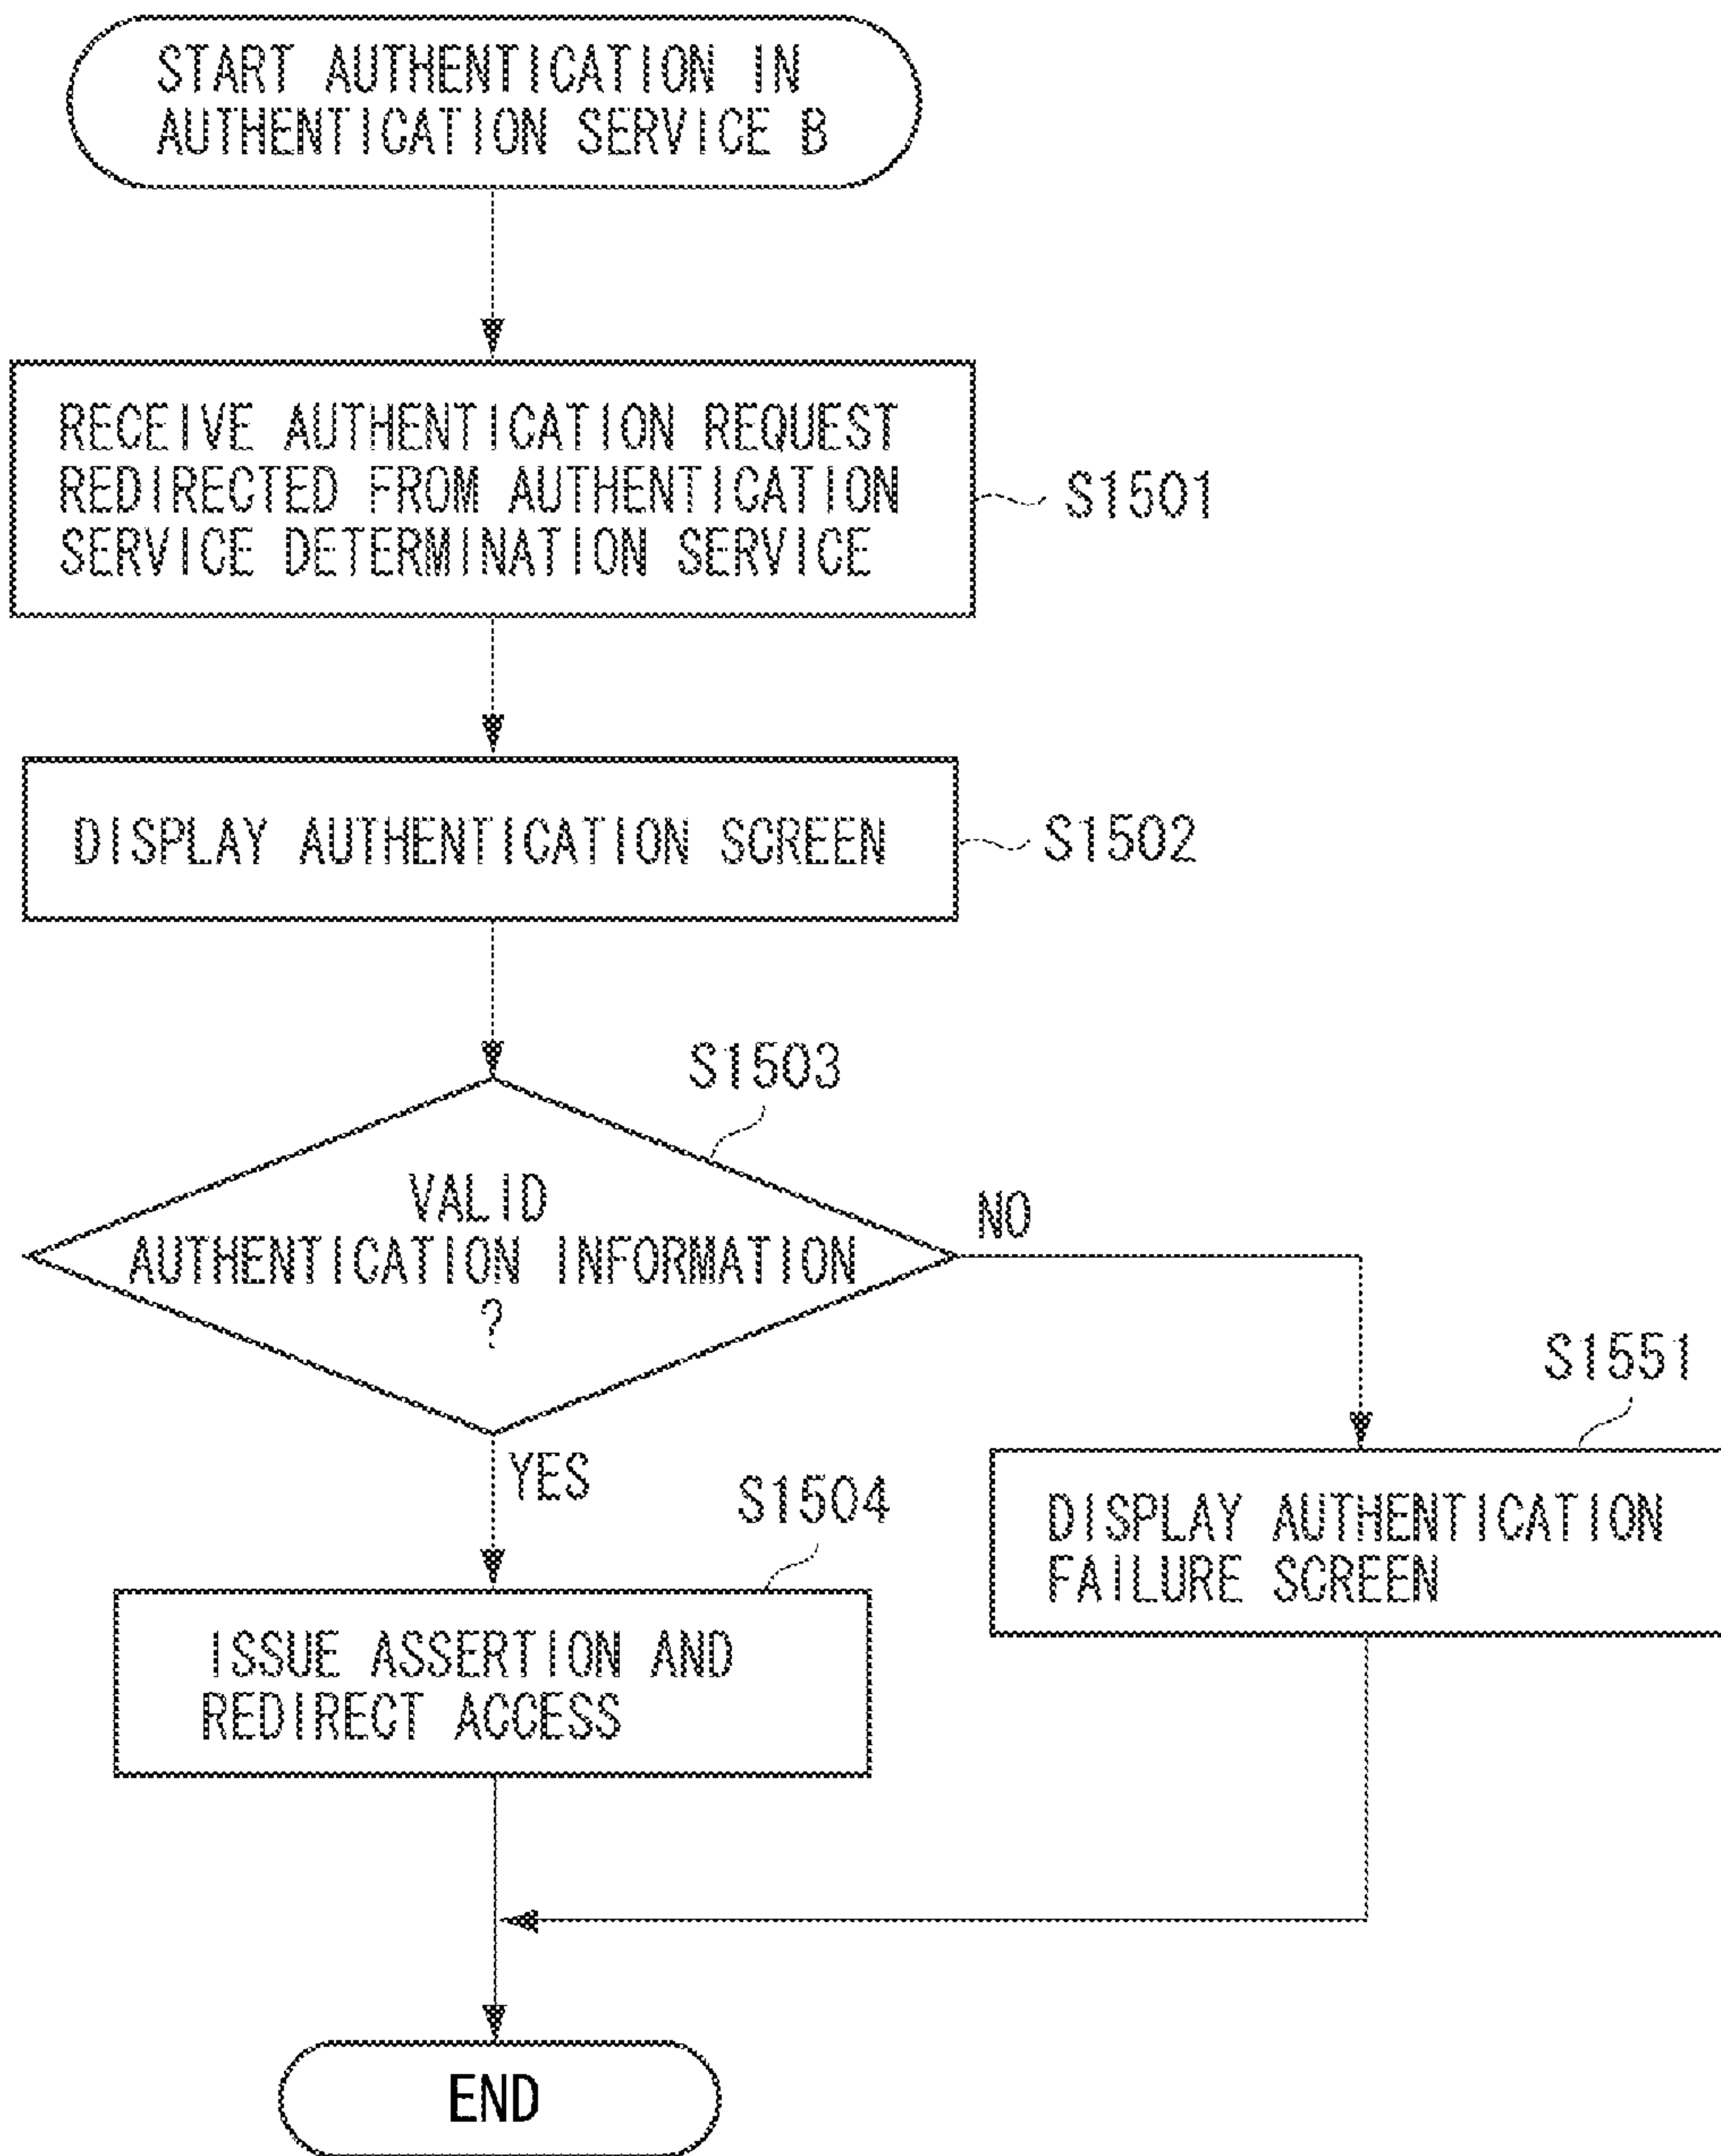 START AUTHENTICATION IN
AUTHENTICATION SERVICE B
RECEIVE AUTHENTICATION REQUEST
REDIRECTED FROM AUTHENTICATION
SERVICE DETERMINATION SERVICE
S1501
DISPLAY AUTHENTICATION SCREEN
S1502
S1503
VALID
AUTHENTICATION INFORMATION
?
NO
YES
S1551
DISPLAY AUTHENTICATION
FAILURE SCREEN
S1504
ISSUE ASSERTION AND
REDIRECT ACCESS
END